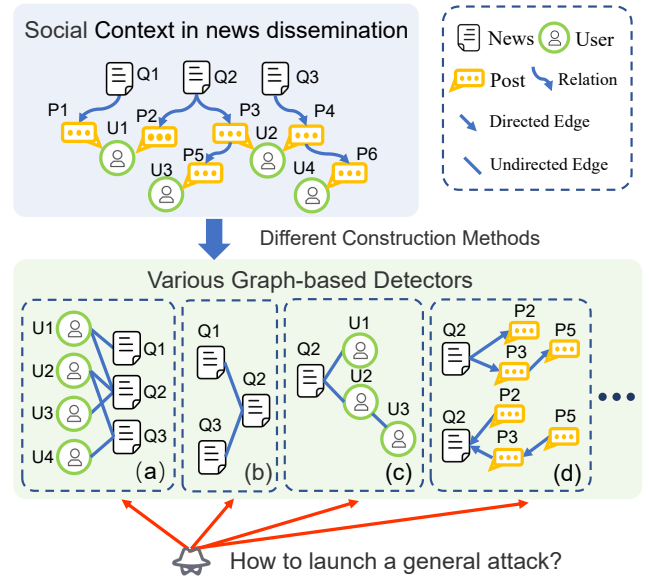 Social Context in news dissemination
Q1 Q2 Q3
P1 P2 P3 P4
U1 U2
P5 P6
U3 U4
News User
Post Relation
Directed Edge
Undirected Edge
Different Construction Methods
Various Graph-based Detectors
U1 Q1
U2 Q2
U3 Q3
U4 (a)
Q1
Q2
Q3
(b)
U1
Q2
U2
U3
(c)
P2
Q2 P5
P3
P2
Q2 P5
P3
(d)
How to launch a general attack?